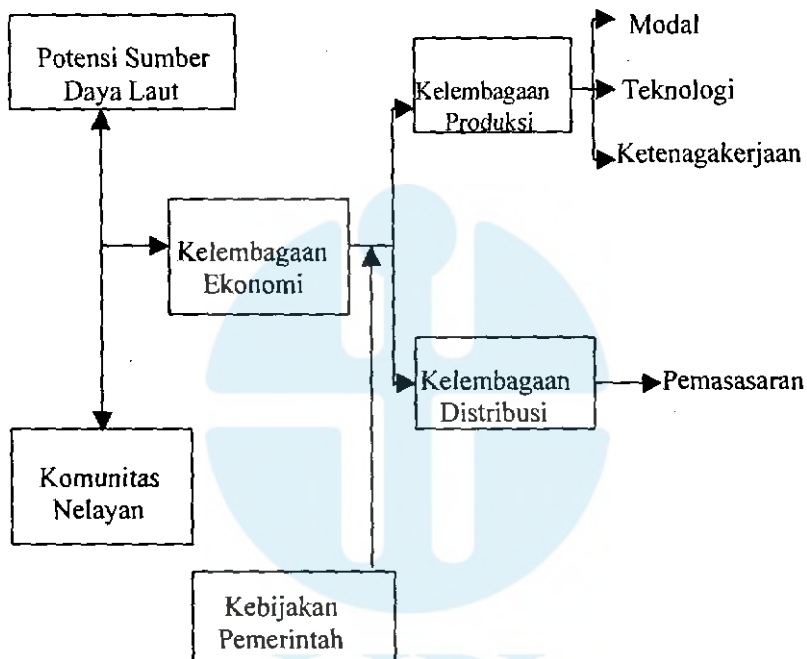 Potensi Sumber
Daya Laut
Kelembagaan
Produksi
Modal
Teknologi
Ketenagakerjaan
Kelembagaan
Ekonomi
Kelembagaan
Distribusi
Pemasasaran
Komunitas
Nelayan
Kebijakan
Pemerintah